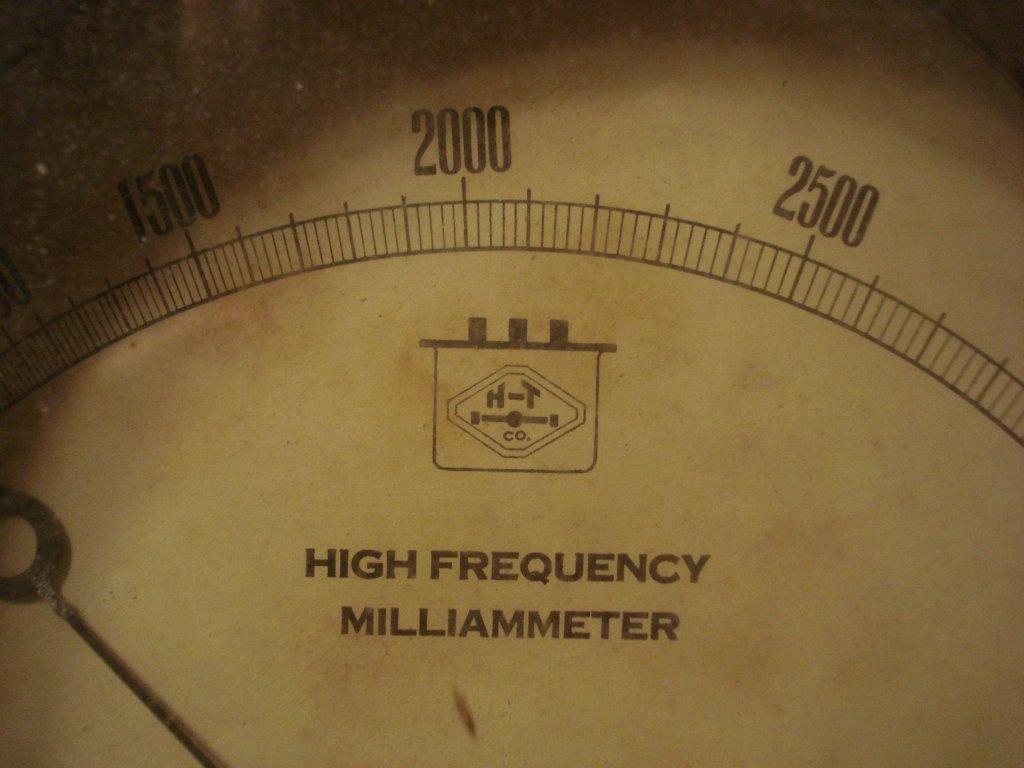 1500 2000 2500
H-T
CO.
HIGH FREQUENCY
MILLIAMMETER